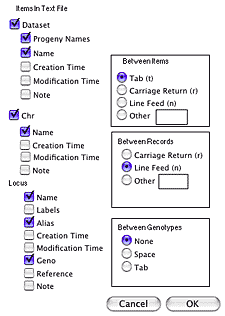 Items In Text File
Dataset
Progeny Names
Name
Creation Time
Modification Time
Note
Chr
Name
Creation Time
Modification Time
Note
Locus
Name
Labels
Alias
Creation Time
Modification Time
Geno
Reference
Note
Between Items
Tab (t)
Carriage Return (r)
Line Feed (n)
Other
Between Records
Carriage Return (r)
Line Feed (n)
Other
Between Genotypes
None
Space
Tab
Cancel
OK